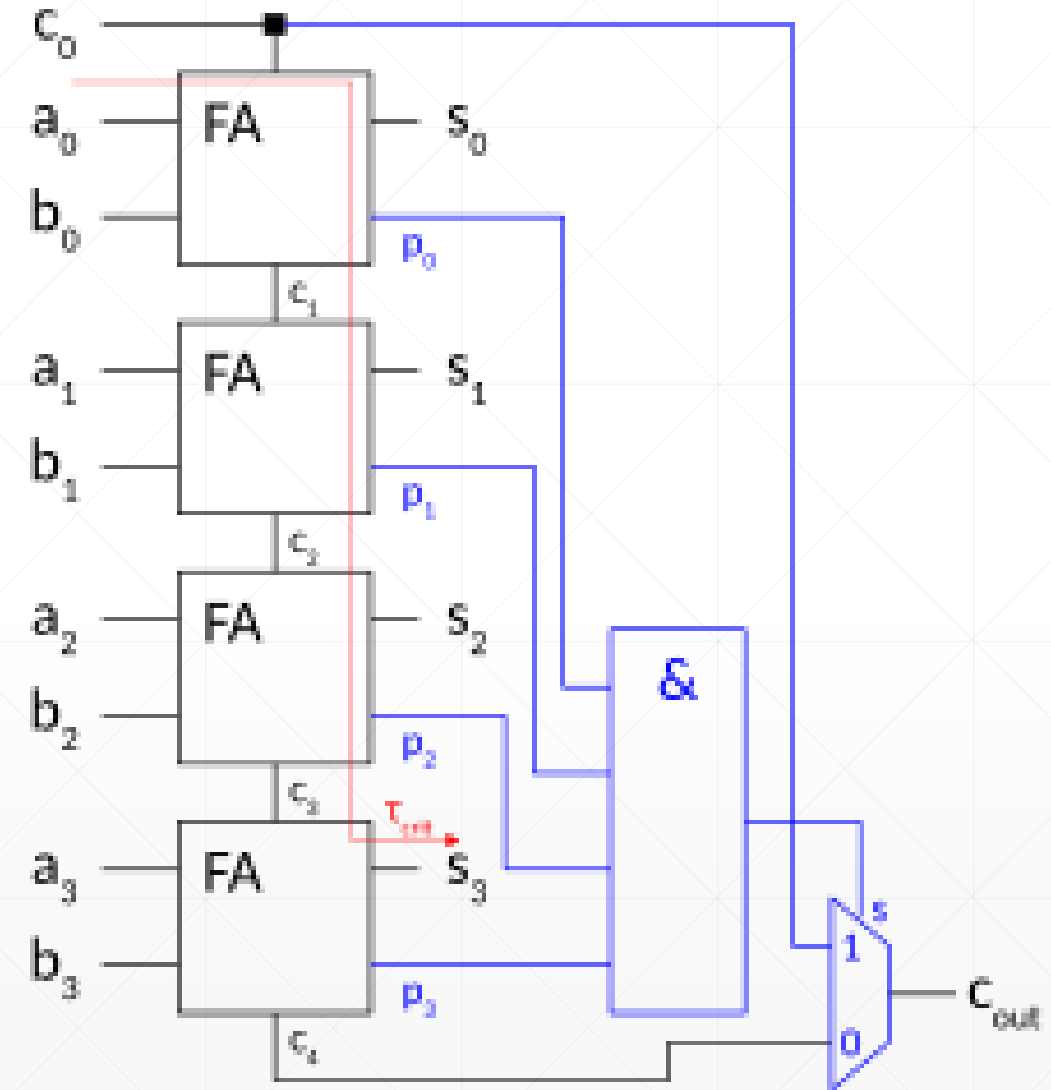 c0
a0 FA s0
b0 p0
c1
a1 FA s1
b1 p1
c2
a2 FA s2
&
b2 p2
c3
τcrit
a3 FA s3
s
1
b3 p3
cout
c4
0